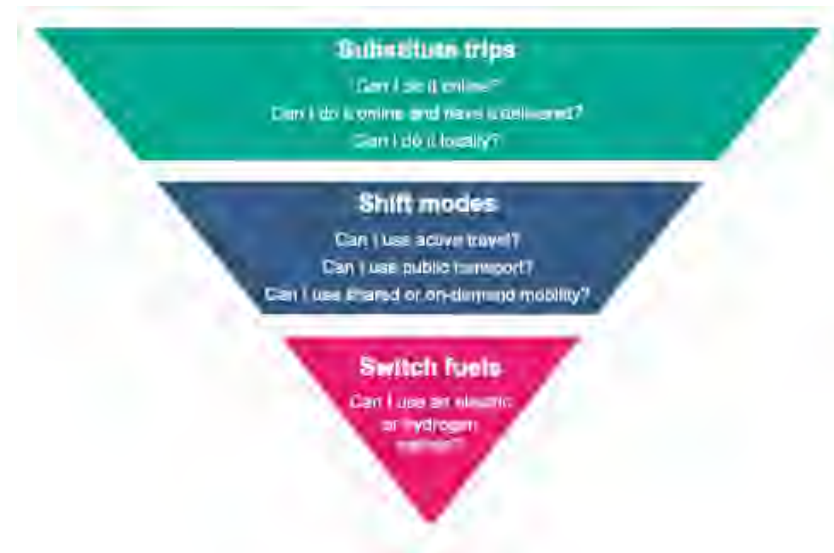 Substitute trips
Can I do it online?
Can I do it online and have it delivered?
Can I do it locally?
Shift modes
Can I use active travel?
Can I use public transport?
Can I use shared or on-demand mobility?
Switch fuels
Can I use an electric
or hydrogen